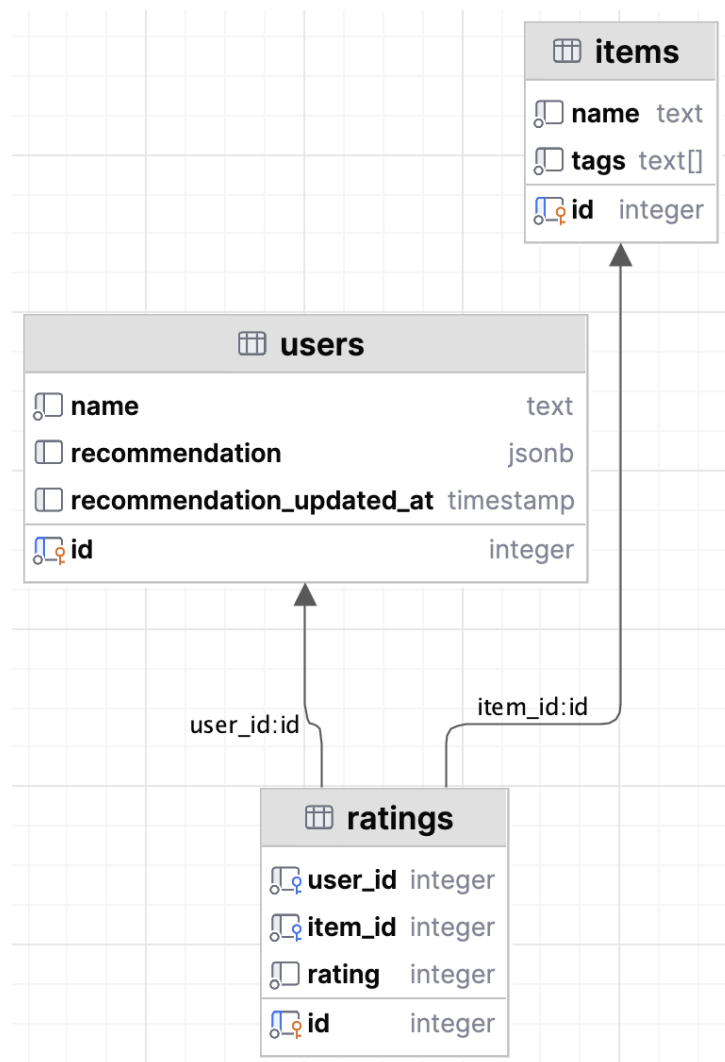 items
name text
tags text[]
id integer
users
name text
recommendation jsonb
recommendation_updated_at timestamp
id integer
user_id:id
item_id:id
ratings
user_id integer
item_id integer
rating integer
id integer